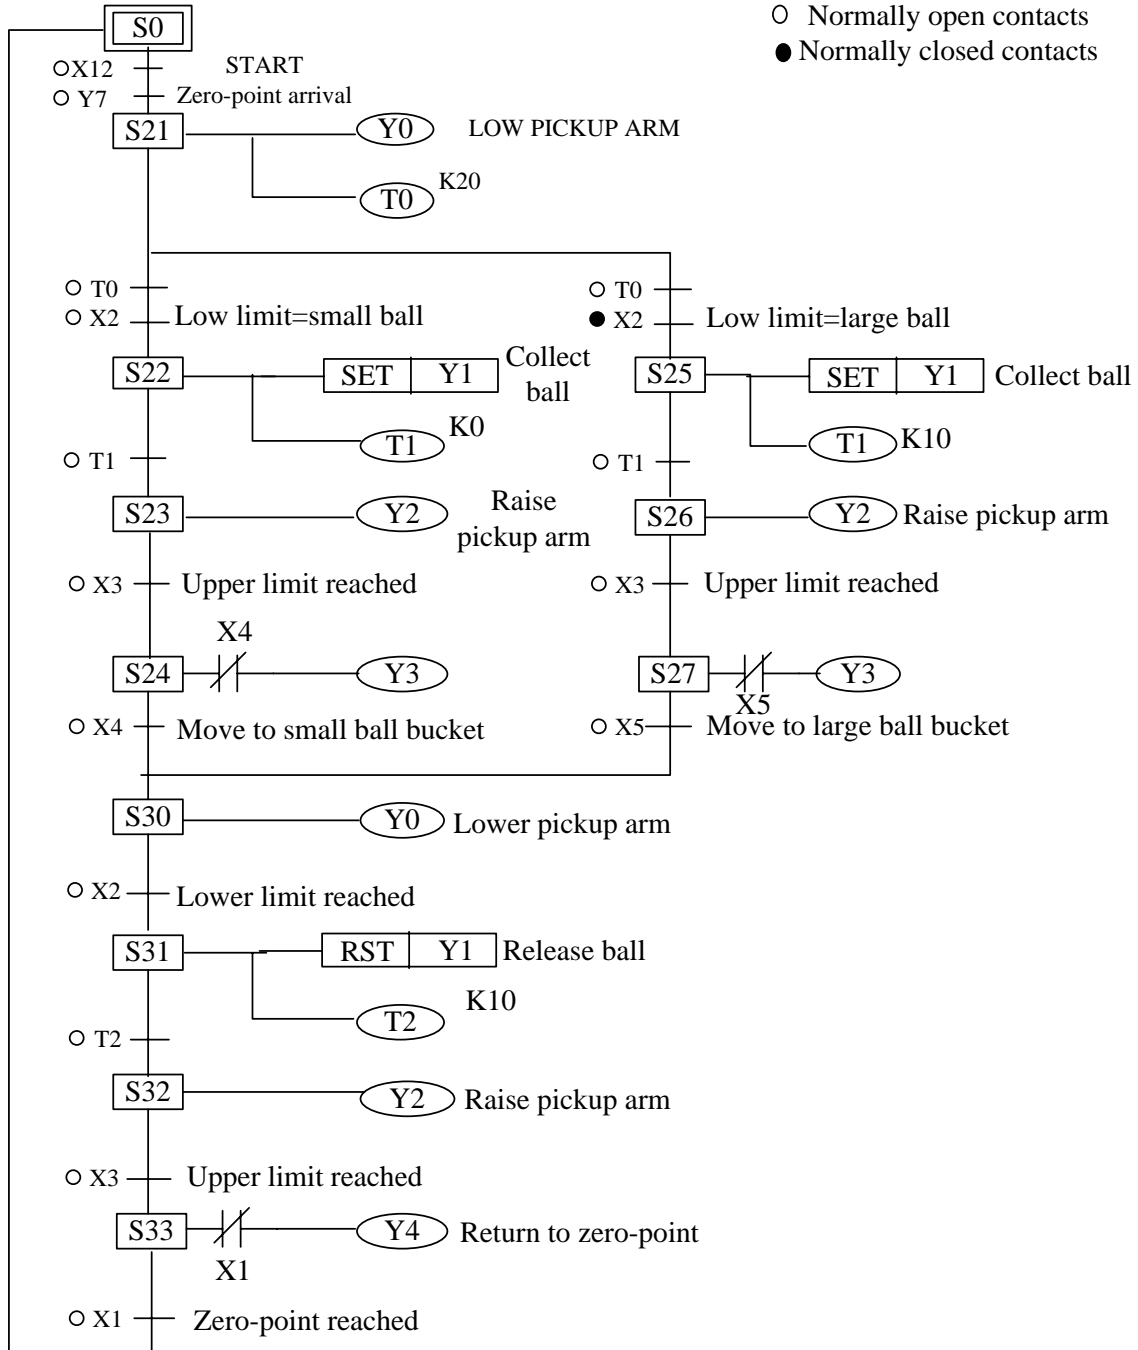 S0
Normally open contacts
Normally closed contacts
X12 START
Y7 Zero-point arrival
S21 Y0 LOW PICKUP ARM
T0 K20
T0 T0
X2 Low limit=small ball X2 Low limit=large ball
S22 SET Y1 Collect ball S25 SET Y1 Collect ball
T1 K0 T1 K10
T1 T1
S23 Y2 Raise pickup arm S26 Y2 Raise pickup arm
X3 Upper limit reached X3 Upper limit reached
X4
S24 Y3 S27 Y3
X5
X4 Move to small ball bucket X5 Move to large ball bucket
S30 Y0 Lower pickup arm
X2 Lower limit reached
S31 RST Y1 Release ball
K10
T2
T2
S32 Y2 Raise pickup arm
X3 Upper limit reached
S33 Y4 Return to zero-point
X1
X1 Zero-point reached